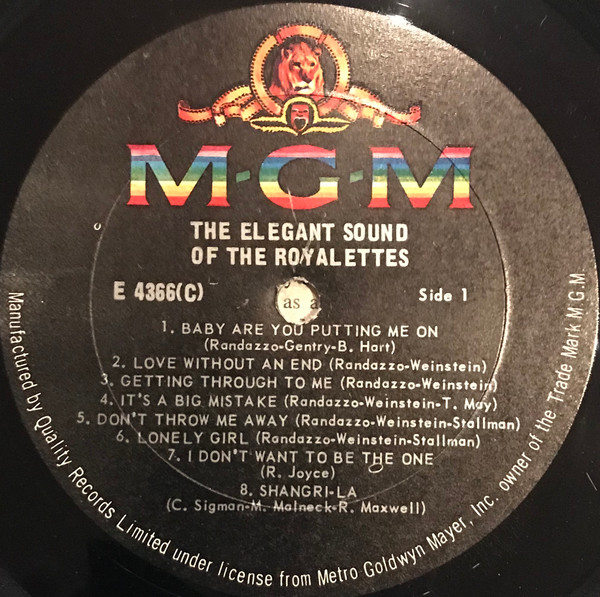 M·G·M
THE ELEGANT SOUND
OF THE ROYALETTES
E 4366(C)
Side 1
as a
1. BABY ARE YOU PUTTING ME ON
(Randazzo-Gentry-B. Hart)
2. LOVE WITHOUT AN END (Randazzo-Weinstein)
3. GETTING THROUGH TO ME (Randazzo-Weinstein)
4. IT'S A BIG MISTAKE (Randazzo-Weinstein-T. May)
5. DON'T THROW ME AWAY (Randazzo-Weinstein-Stallman)
6. LONELY GIRL (Randazzo-Weinstein-Stallman)
7. I DON'T WANT TO BE THE ONE
(R. Joyce)
8. SHANGRI-LA
(C. Sigman-M. Malneck-R. Maxwell)
Manufactured by Quality Records Limited under license from Metro Goldwyn Mayer, Inc. owner of the Trade Mark M G M